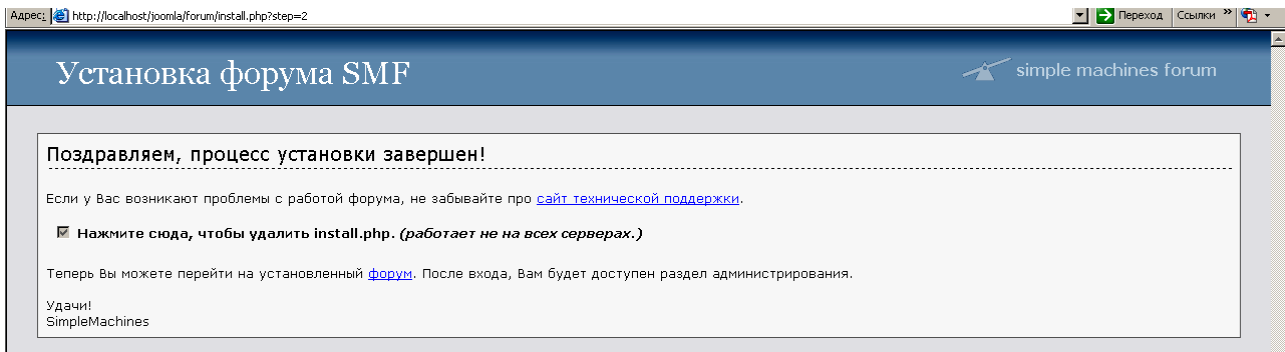 Адрес: http://localhost/joomla/forum/install.php?step=2 Переход Ссылки »
Установка форума SMF simple machines forum
Поздравляем, процесс установки завершен!
Если у Вас возникают проблемы с работой форума, не забывайте про сайт технической поддержки.
Нажмите сюда, чтобы удалить install.php. (работает не на всех серверах.)
Теперь Вы можете перейти на установленный форум. После входа, Вам будет доступен раздел администрирования.
Удачи!
SimpleMachines